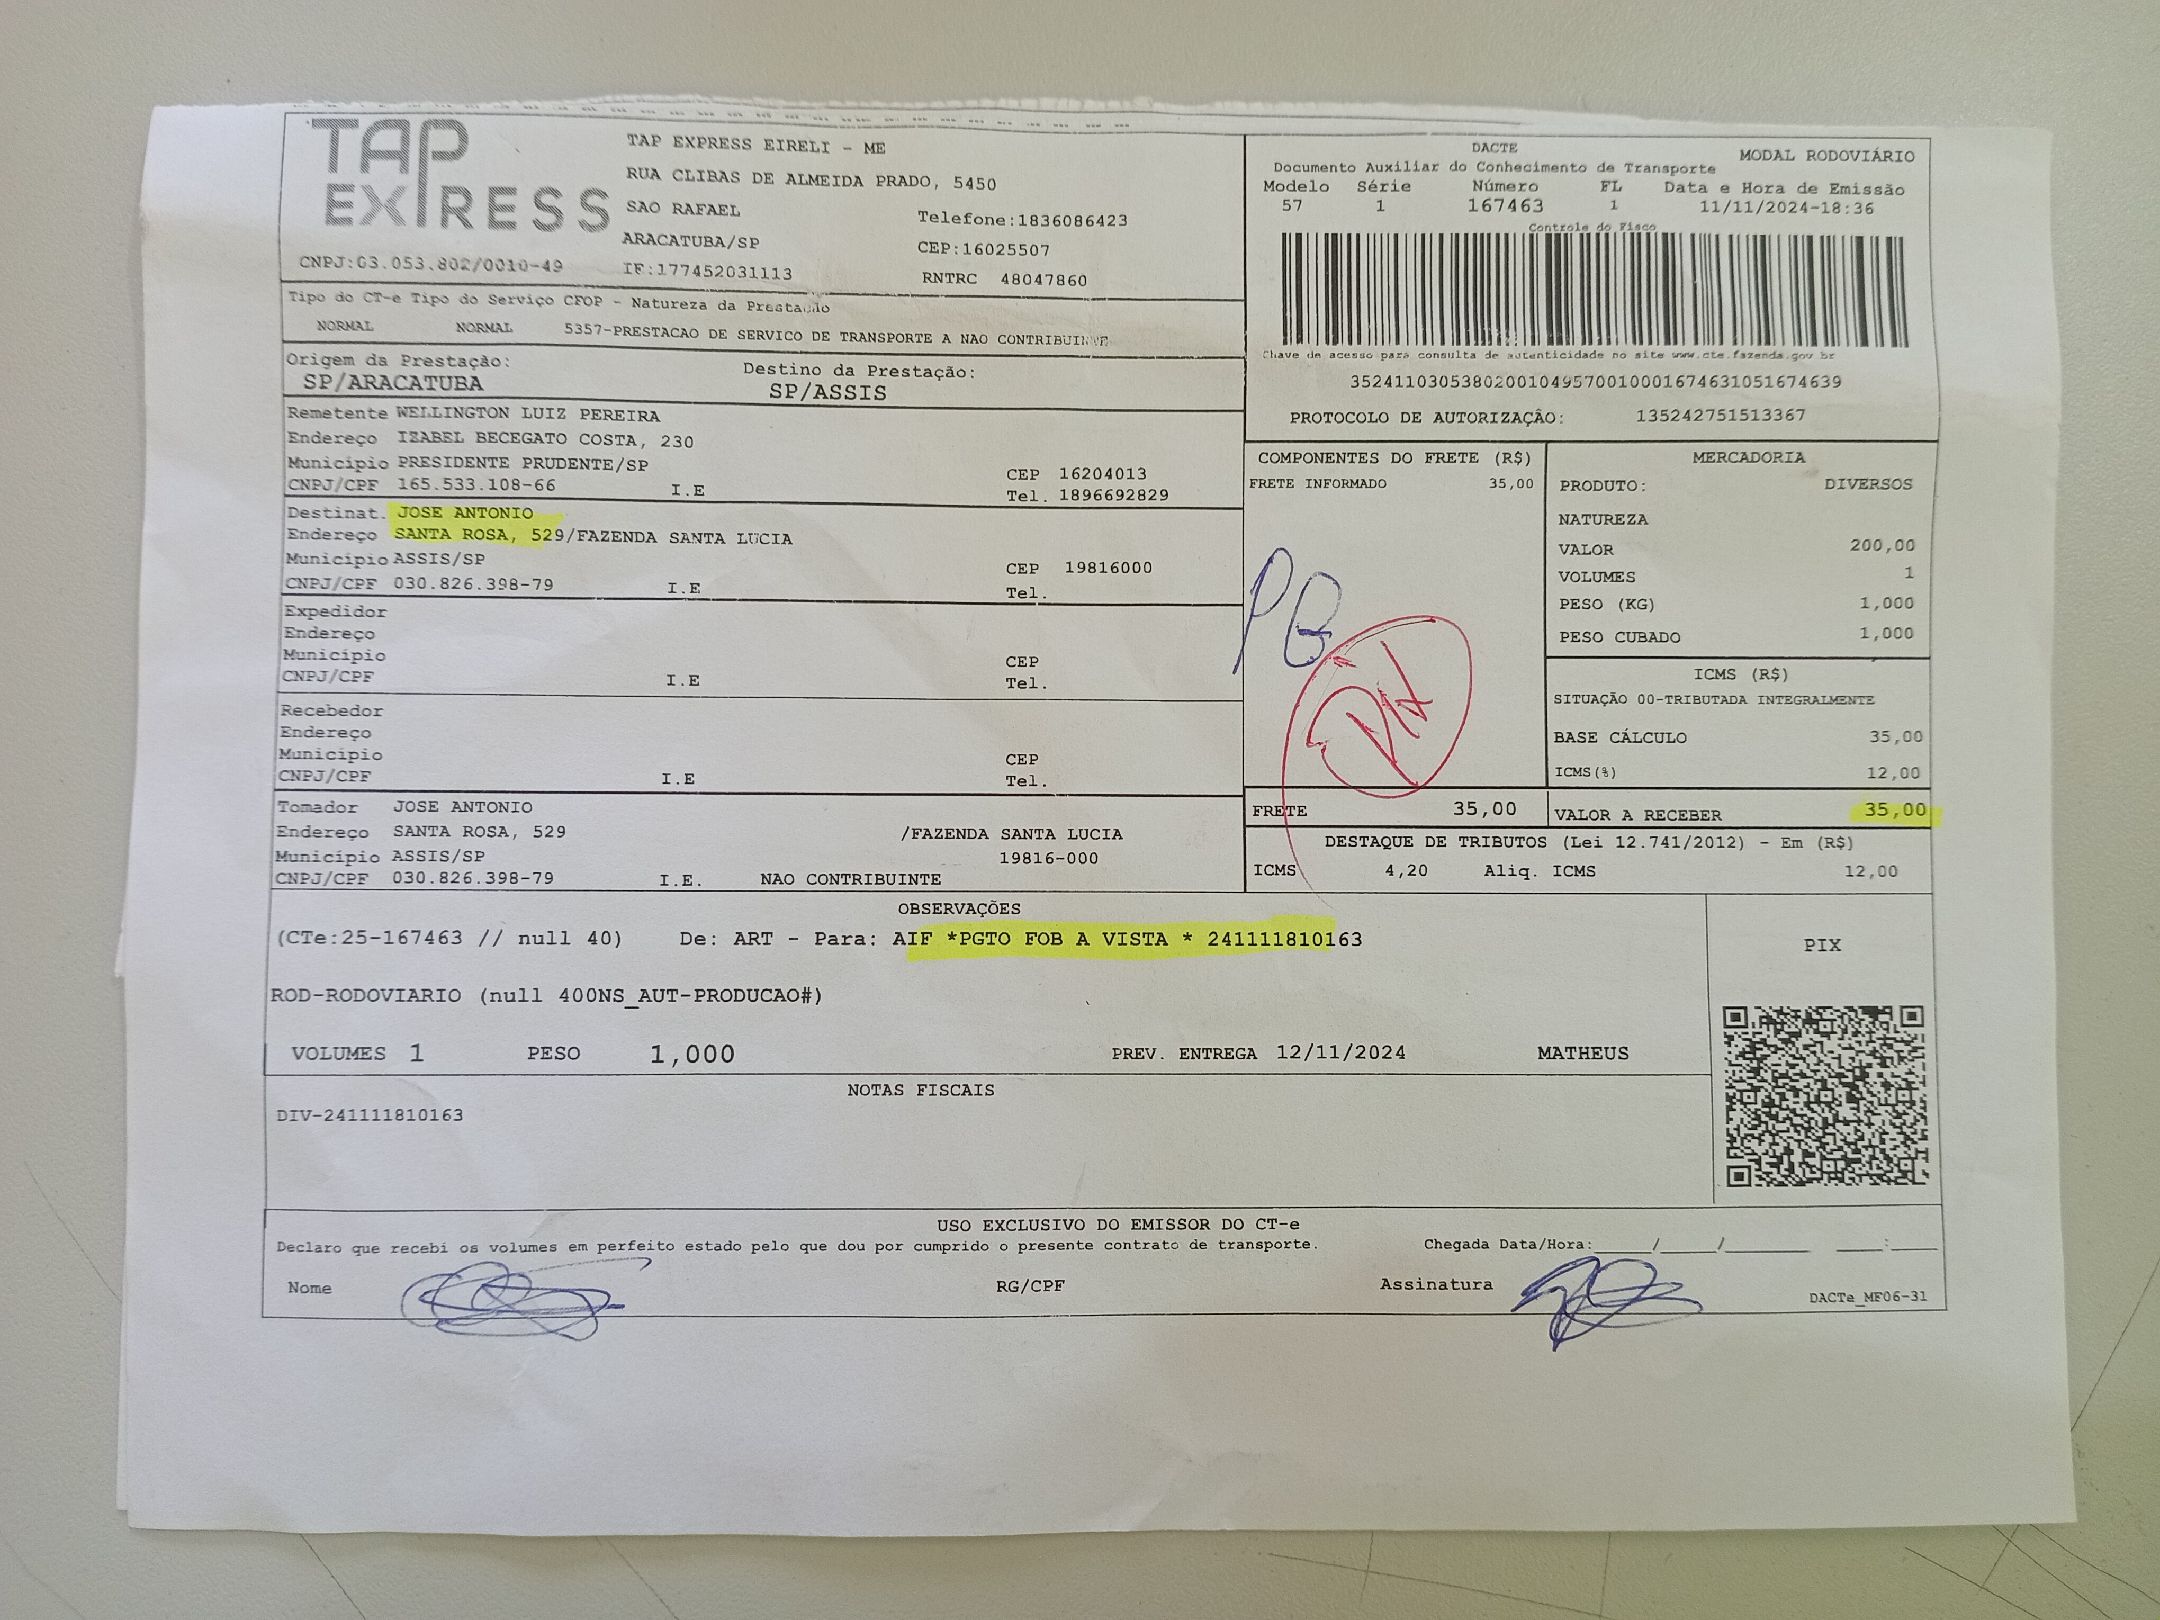 TAP EXPRESS
TAP EXPRESS EIRELI - ME
RUA CLIBAS DE ALMEIDA PRADO, 5450
SAO RAFAEL
Telefone:1836086423
ARACATUBA/SP
CEP:16025507
CNPJ:03.053.802/0010-49
IE:177452031113
RNTRC 48047860
DACTE
Documento Auxiliar do Conhecimento de Transporte
MODAL RODOVIÁRIO
Modelo Série Número FL Data e Hora de Emissão
57 1 167463 1 11/11/2024-18:36
Controle do Fisco
Chave de acesso para consulta de autenticidade no site www.cte.fazenda.gov.br
35241103053802001049570010001674631051674639
PROTOCOLO DE AUTORIZAÇÃO: 135242751513367
Tipo do CT-e Tipo do Serviço CFOP - Natureza da Prestação
NORMAL NORMAL 5357-PRESTACAO DE SERVICO DE TRANSPORTE A NAO CONTRIBUINTE
Origem da Prestação:
SP/ARACATUBA
Destino da Prestação:
SP/ASSIS
Remetente WELLINGTON LUIZ PEREIRA
Endereço IZABEL BECEGATO COSTA, 230
Município PRESIDENTE PRUDENTE/SP CEP 16204013
CNPJ/CPF 165.533.108-66 I.E Tel. 1896692829
Destinat. JOSE ANTONIO
Endereço SANTA ROSA, 529/FAZENDA SANTA LUCIA
Município ASSIS/SP CEP 19816000
CNPJ/CPF 030.826.398-79 I.E Tel.
Expedidor
Endereço
Município CEP
CNPJ/CPF I.E Tel.
Recebedor
Endereço
Município CEP
CNPJ/CPF I.E Tel.
Tomador JOSE ANTONIO
Endereço SANTA ROSA, 529 /FAZENDA SANTA LUCIA
Município ASSIS/SP 19816-000
CNPJ/CPF 030.826.398-79 I.E. NAO CONTRIBUINTE
COMPONENTES DO FRETE (R$)
FRETE INFORMADO 35,00
PG
MERCADORIA
PRODUTO: DIVERSOS
NATUREZA
VALOR 200,00
VOLUMES 1
PESO (KG) 1,000
PESO CUBADO 1,000
ICMS (R$)
SITUAÇÃO 00-TRIBUTADA INTEGRALMENTE
BASE CÁLCULO 35,00
ICMS(%) 12,00
FRETE 35,00
VALOR A RECEBER 35,00
DESTAQUE DE TRIBUTOS (Lei 12.741/2012) - Em (R$)
ICMS 4,20 Aliq. ICMS 12,00
OBSERVAÇÕES
(CTe:25-167463 // null 40) De: ART - Para: AIF *PGTO FOB A VISTA * 241111810163
ROD-RODOVIARIO (null 400NS_AUT-PRODUCAO#)
VOLUMES 1 PESO 1,000 PREV. ENTREGA 12/11/2024 MATHEUS
PIX
NOTAS FISCAIS
DIV-241111810163
USO EXCLUSIVO DO EMISSOR DO CT-e
Declaro que recebi os volumes em perfeito estado pelo que dou por cumprido o presente contrato de transporte. Chegada Data/Hora:____/____/______ ___:___
Nome RG/CPF Assinatura
DACTe_MF06-31